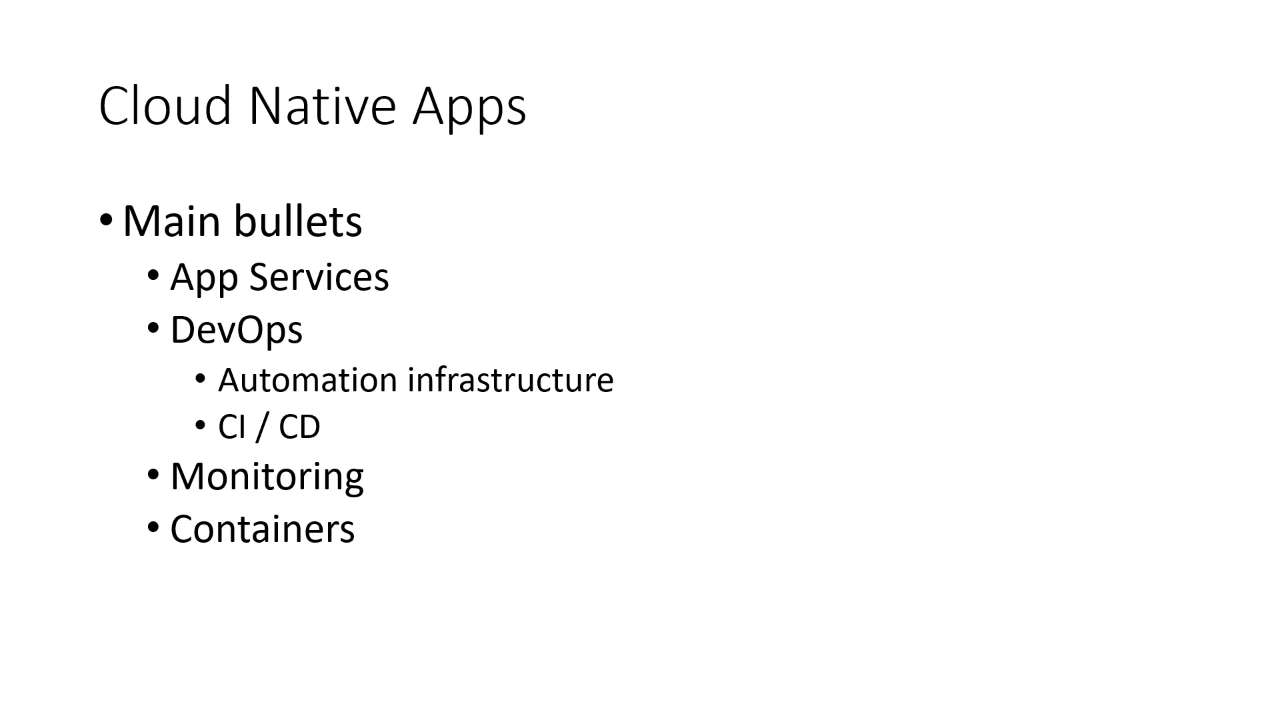 Cloud Native Apps
• Main bullets
• App Services
• DevOps
• Automation infrastructure
• CI / CD
• Monitoring
• Containers